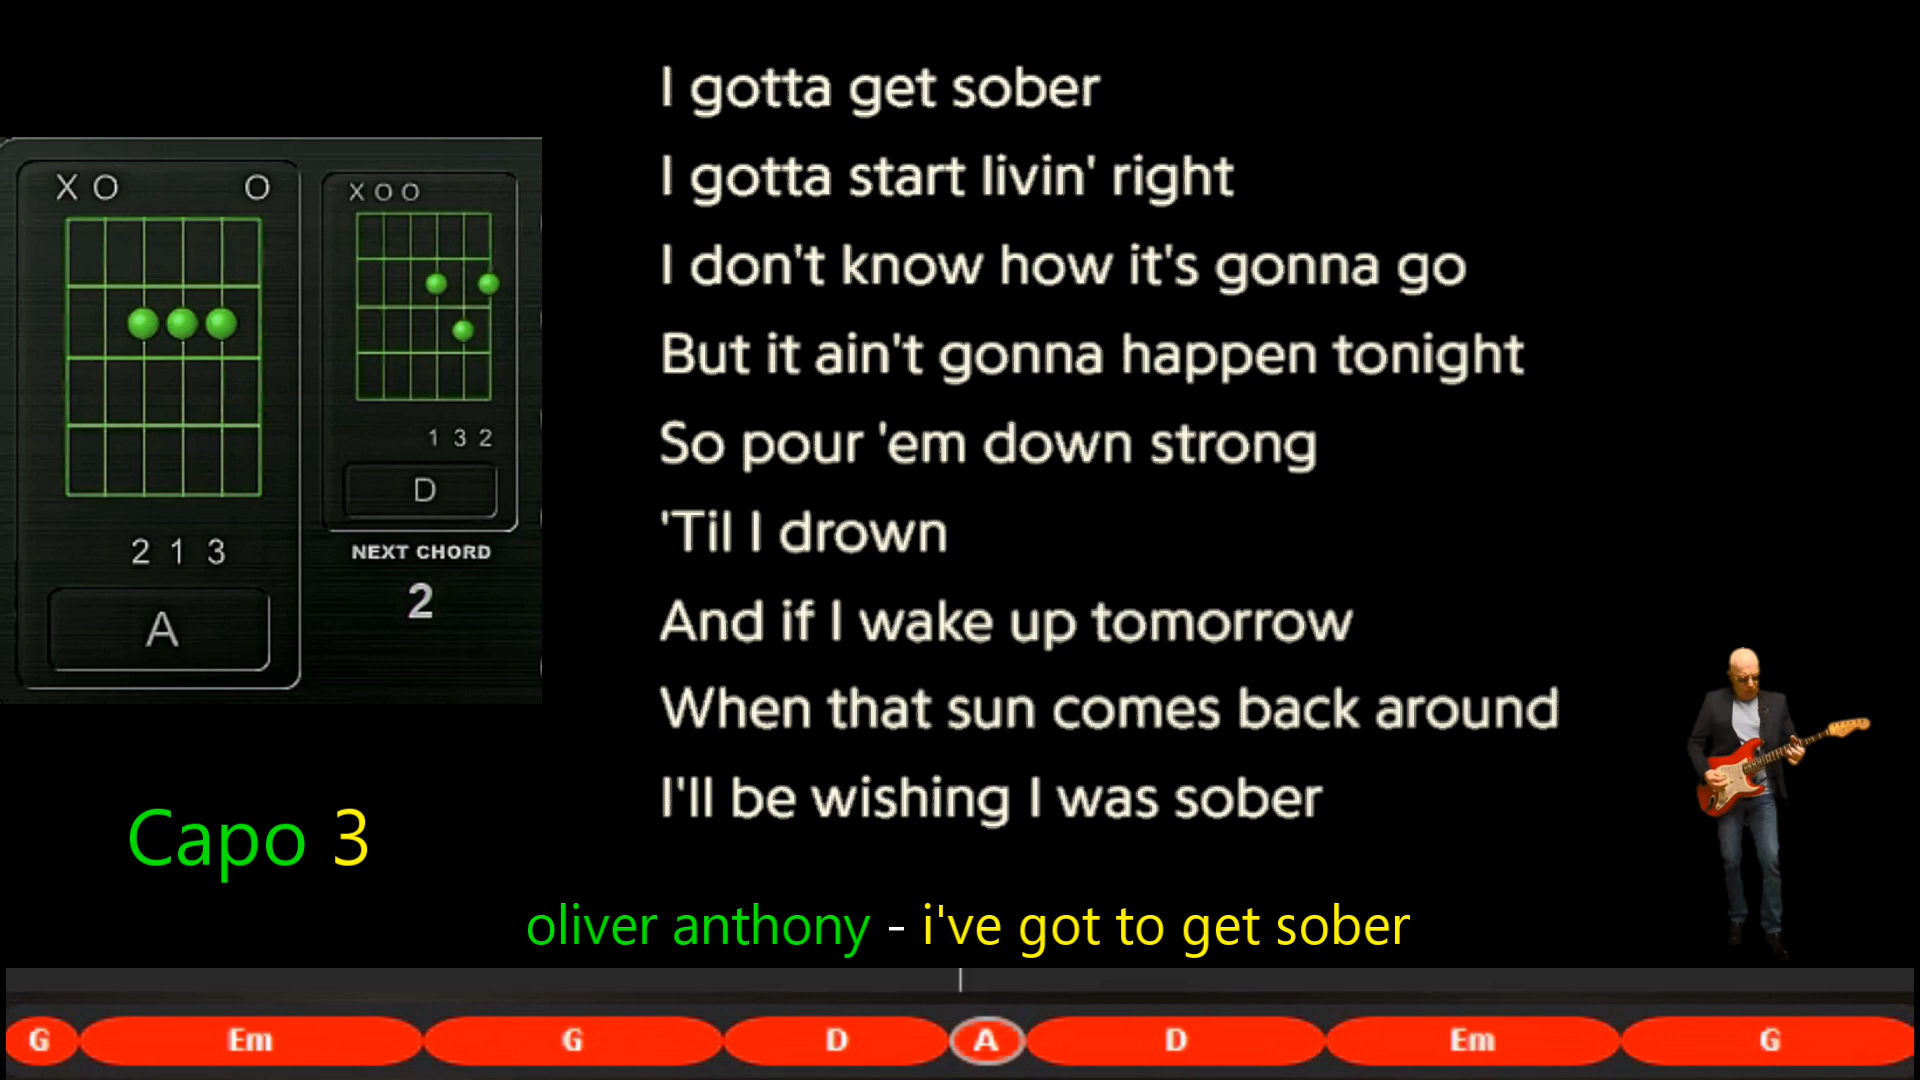 X O O
X O O
2 1 3
1 3 2
A
D
NEXT CHORD
2
I gotta get sober
I gotta start livin' right
I don't know how it's gonna go
But it ain't gonna happen tonight
So pour 'em down strong
'Til I drown
And if I wake up tomorrow
When that sun comes back around
I'll be wishing I was sober
Capo 3
oliver anthony - i've got to get sober
G Em G D A D Em G